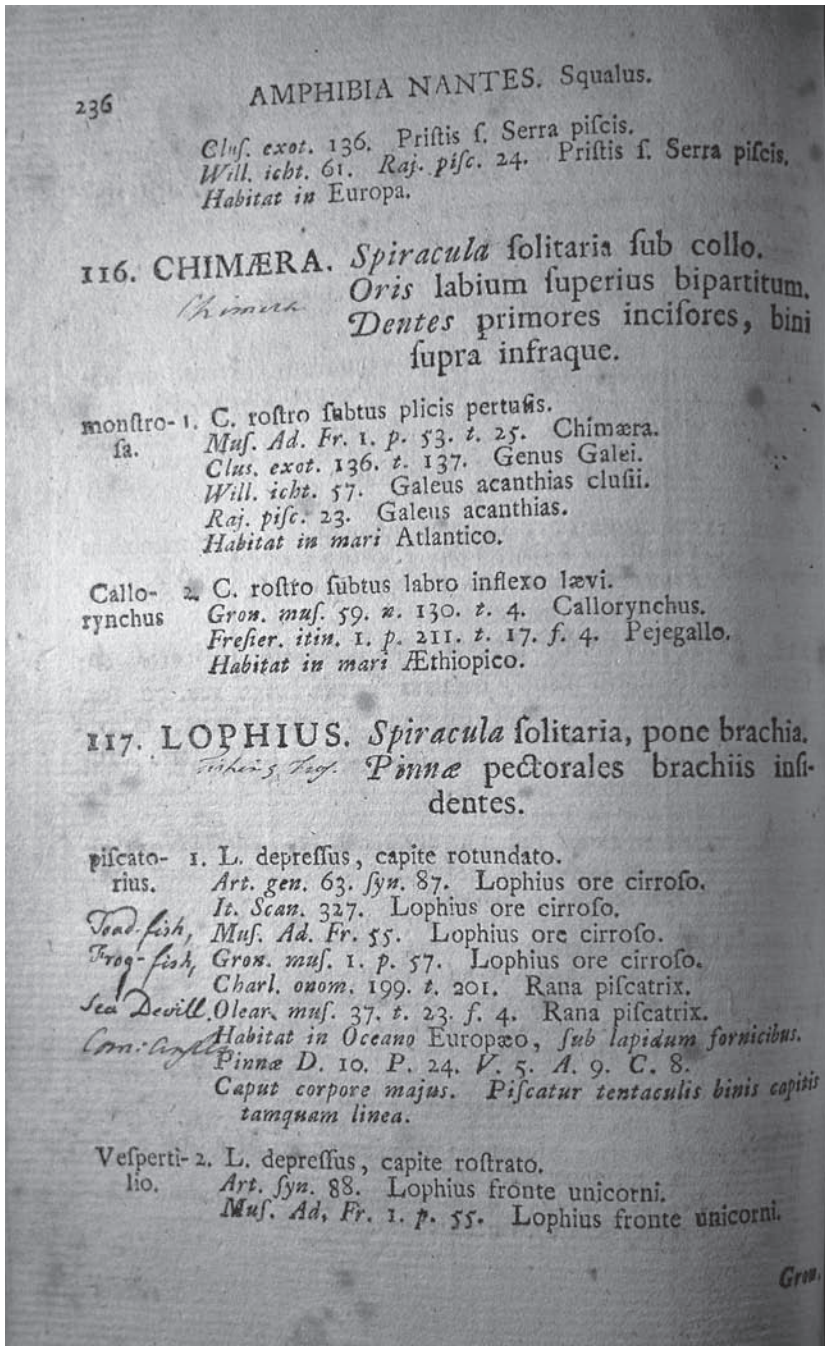 236 AMPHIBIA NANTES. Squalus.
Cluſ. exot. 136. Priſtis ſ. Serra piſcis.
Will. icht. 61. Raj. piſc. 24. Priſtis ſ. Serra piſcis.
Habitat in Europa.
116. CHIMÆRA. Spiracula ſolitaria ſub collo.
Chimera Oris labium ſuperius bipartitum.
Dentes primores inciſores, bini
ſupra infraque.
monſtro- 1. C. roſtro ſubtus plicis pertuſis.
ſa. Muſ. Ad. Fr. 1. p. 53. t. 25. Chimæra.
Clus. exot. 136. t. 137. Genus Galei.
Will. icht. 57. Galeus acanthias cluſii.
Raj. piſc. 23. Galeus acanthias.
Habitat in mari Atlantico.
Callo- 2. C. roſtro ſubtus labro inflexo lævi.
rynchus Gron. muſ. 59. n. 130. t. 4. Callorynchus.
Freſier. itin. 1. p. 211. t. 17. f. 4. Pejegallo.
Habitat in mari Æthiopico.
117. LOPHIUS. Spiracula ſolitaria, pone brachia.
Fishing Frog. Pinnæ pectorales brachiis inſi-
dentes.
piſcato- 1. L. depreſſus, capite rotundato.
rius. Art. gen. 63. ſyn. 87. Lophius ore cirroſo.
It. Scan. 327. Lophius ore cirroſo.
Toad-fish, Muſ. Ad. Fr. 55. Lophius ore cirroſo.
Frog-fish, Gron. muſ. 1. p. 57. Lophius ore cirroſo.
Charl. onom. 199. t. 201. Rana piſcatrix.
Sea Devill. Olear. muſ. 37. t. 23. f. 4. Rana piſcatrix.
Habitat in Oceano Europæo, ſub lapidum fornicibus.
Pinnæ D. 10. P. 24. V. 5. A. 9. C. 8.
Caput corpore majus. Piſcatur tentaculis binis capitis
tamquam linea.
Veſperti- 2. L. depreſſus, capite roſtrato.
lio. Art. ſyn. 88. Lophius fronte unicorni.
Muſ. Ad. Fr. 1. p. 55. Lophius fronte unicorni.
Gron.